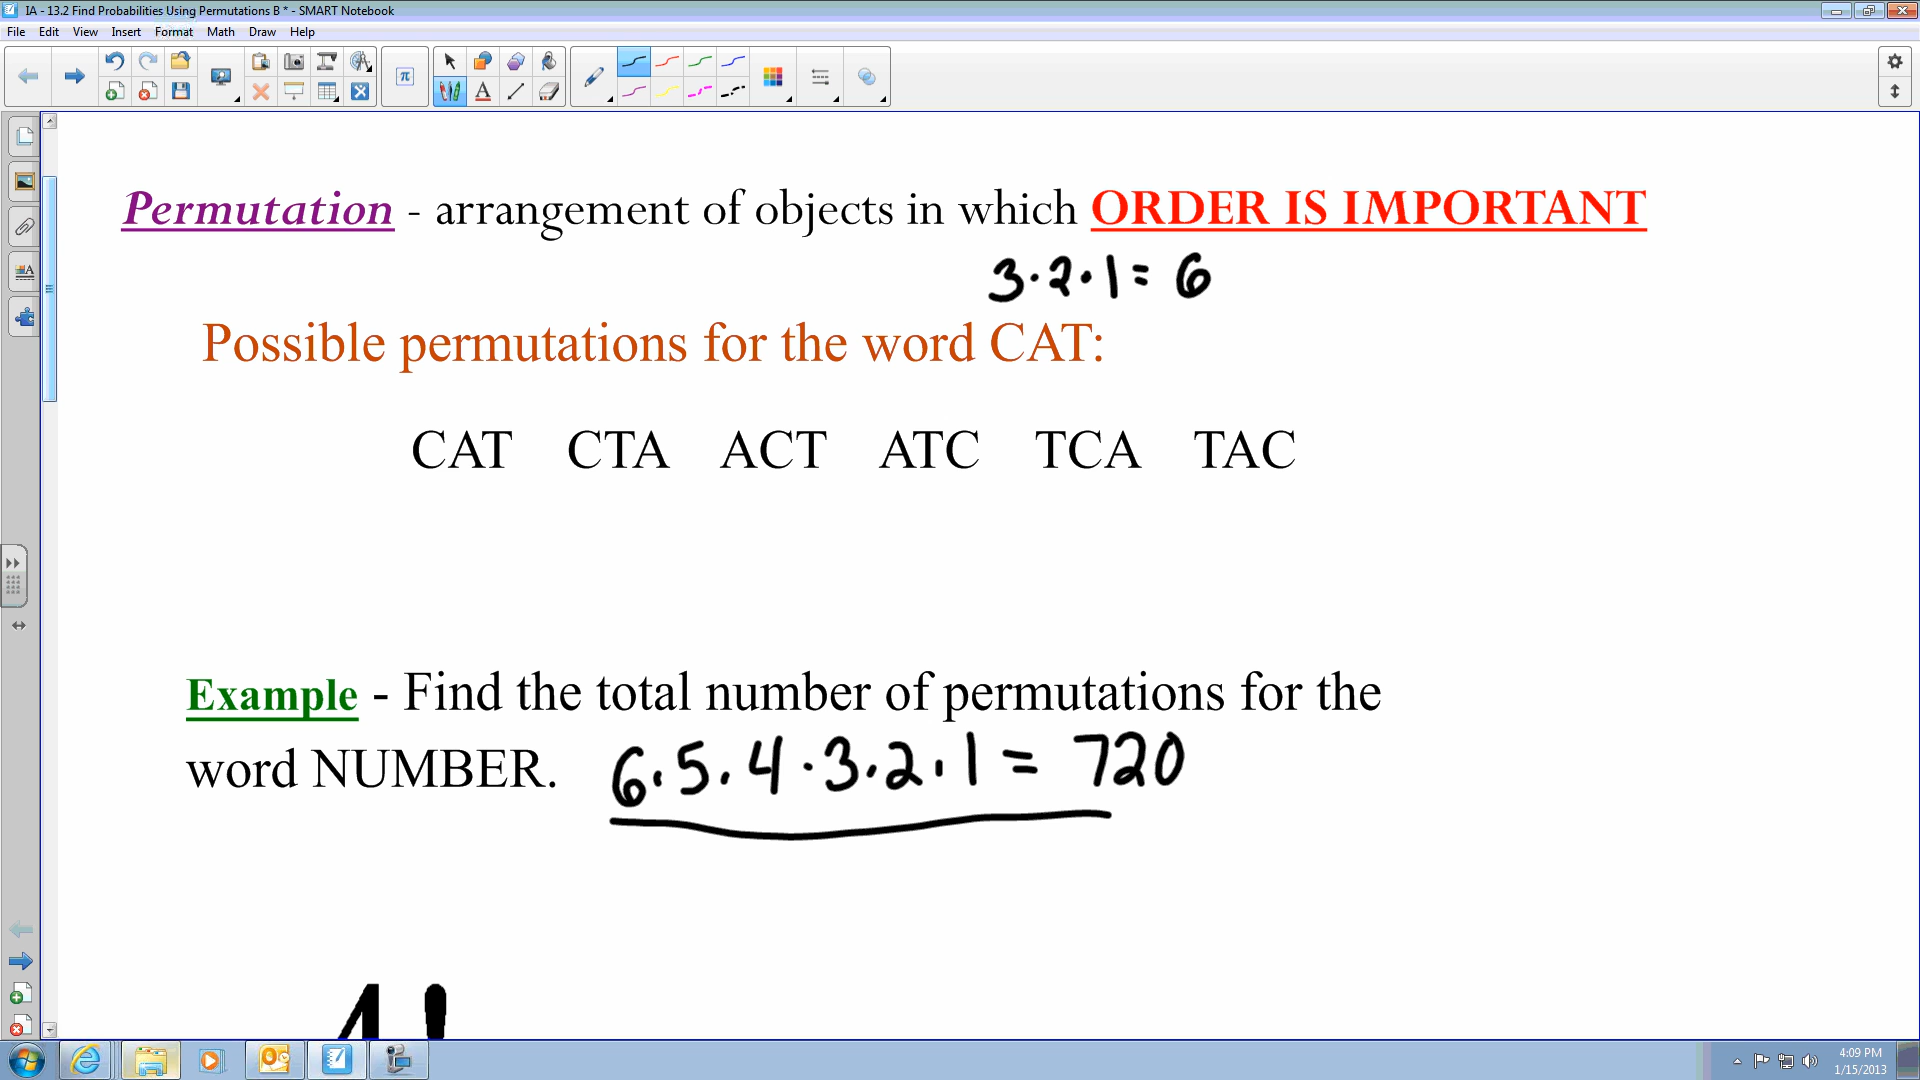 IA - 13.2 Find Probabilities Using Permutations B * - SMART Notebook
File Edit View Insert Format Math Draw Help
Permutation - arrangement of objects in which ORDER IS IMPORTANT
3·2·1 = 6
Possible permutations for the word CAT:
CAT CTA ACT ATC TCA TAC
Example - Find the total number of permutations for the
word NUMBER. 6·5·4·3·2·1 = 720
4:09 PM
1/15/2013